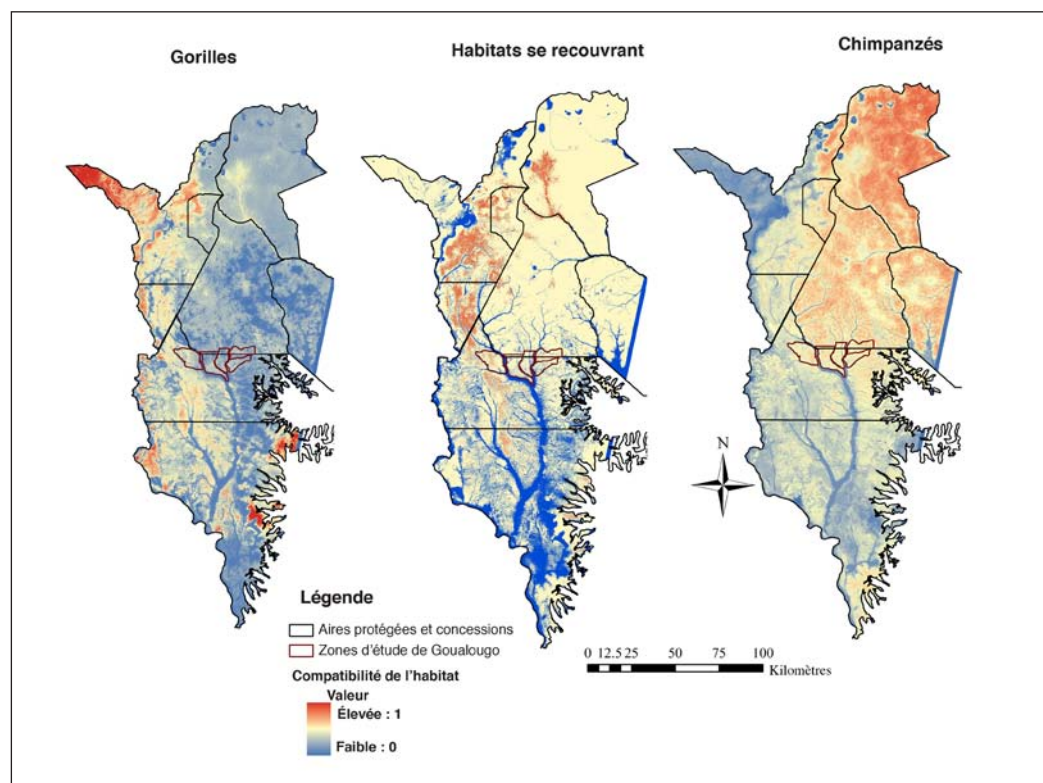 Gorilles
Habitats se recouvrant
Chimpanzés
N
Légende
Aires protégées et concessions
Zones d'étude de Goualougo
Compatibilité de l'habitat
Valeur
Élevée : 1
Faible : 0
0 12.5 25 50 75 100
Kilomètres